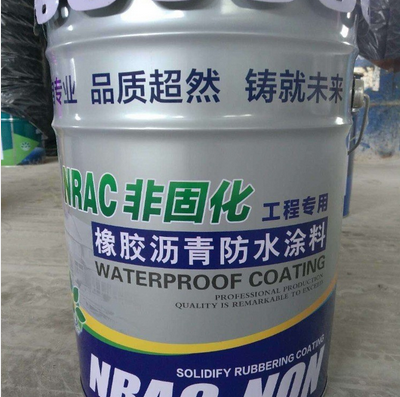 专业 品质超然 铸就未来
NRAC 非固化 工程专用
橡胶沥青防水涂料
WATERPROOF COATING
PROFESSIONAL PRODUCTION
QUALITY IS REMARKABLE TO EXCEED
SOLIDIFY RUBBERING COATING
NRAC-NON